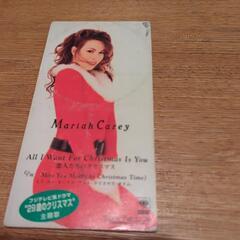 Mariah Carey
All I Want For Christmas Is You
恋人たちのクリスマス
Miss You Most (At Christmas Time)
フジテレビ系ドラマ
"29歳のクリスマス"
主題歌